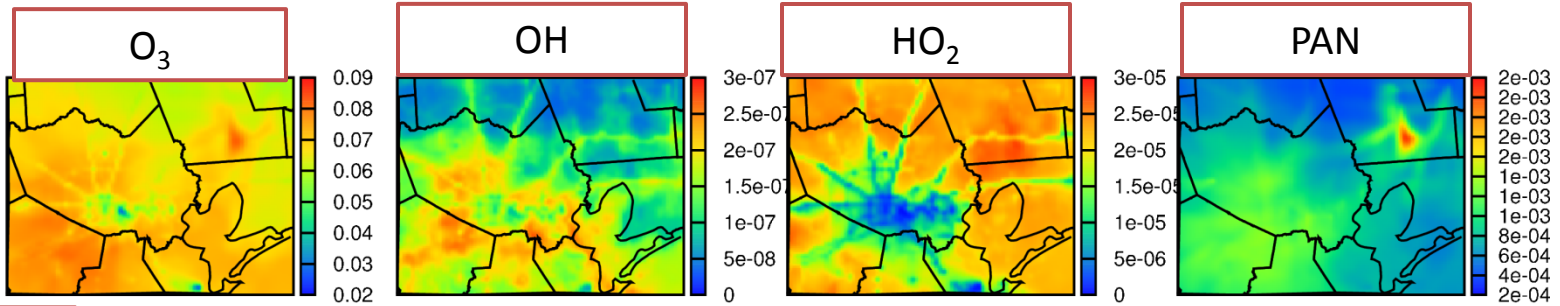 O₃
0.09
0.08
0.07
0.06
0.05
0.04
0.03
0.02
OH
3e-07
2.5e-07
2e-07
1.5e-07
1e-07
5e-08
0
HO₂
3e-05
2.5e-05
2e-05
1.5e-05
1e-05
5e-06
0
PAN
2e-03
2e-03
2e-03
2e-03
2e-03
1e-03
1e-03
1e-03
8e-04
6e-04
4e-04
2e-04